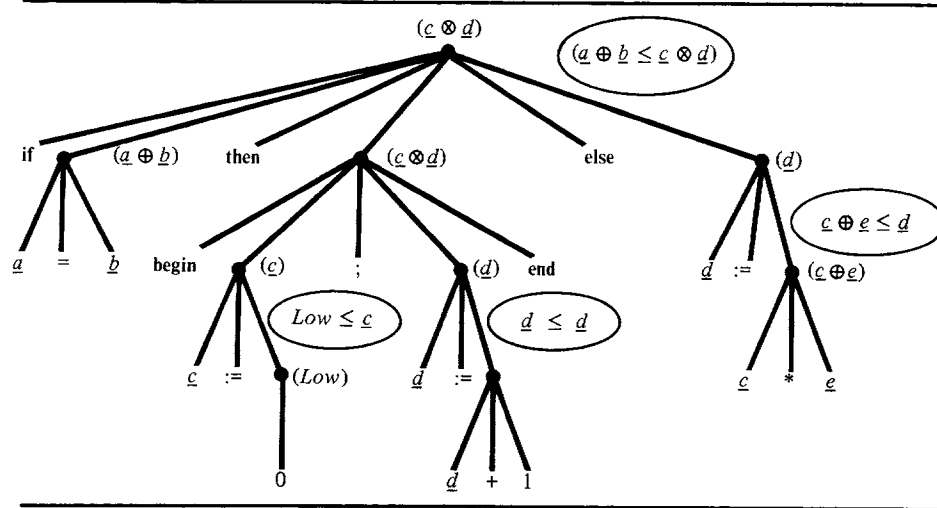 (c ⊗ d)
(a ⊕ b ≤ c ⊗ d)
if (a ⊕ b) then (c ⊗ d) else (d)
c ⊕ e ≤ d
a = b begin (c) ; (d) end d := (c ⊕ e)
Low ≤ c d ≤ d
c := (Low) d := c * e
0 d + 1